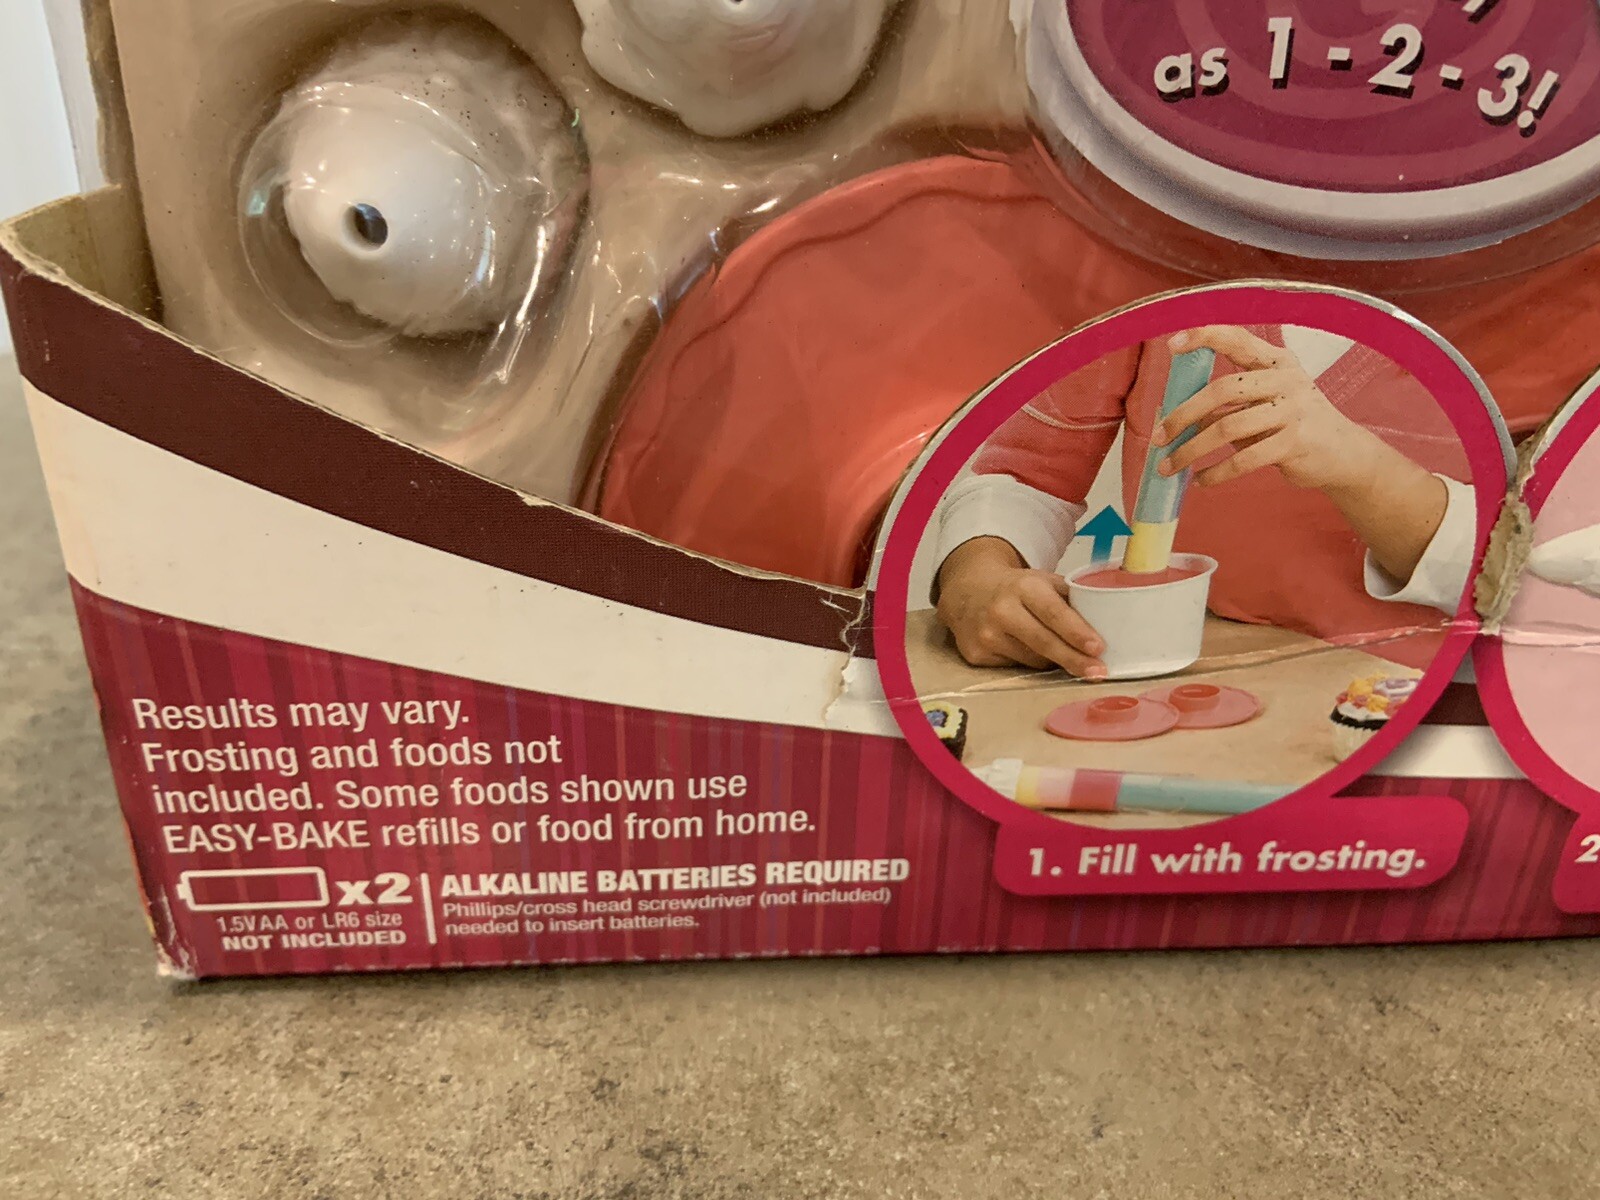 as 1-2-3!
Results may vary.
Frosting and foods not
included. Some foods shown use
EASY-BAKE refills or food from home.
x2
1.5V AA or LR6 size
NOT INCLUDED
ALKALINE BATTERIES REQUIRED
Phillips/cross head screwdriver (not included)
needed to insert batteries.
1. Fill with frosting.
2